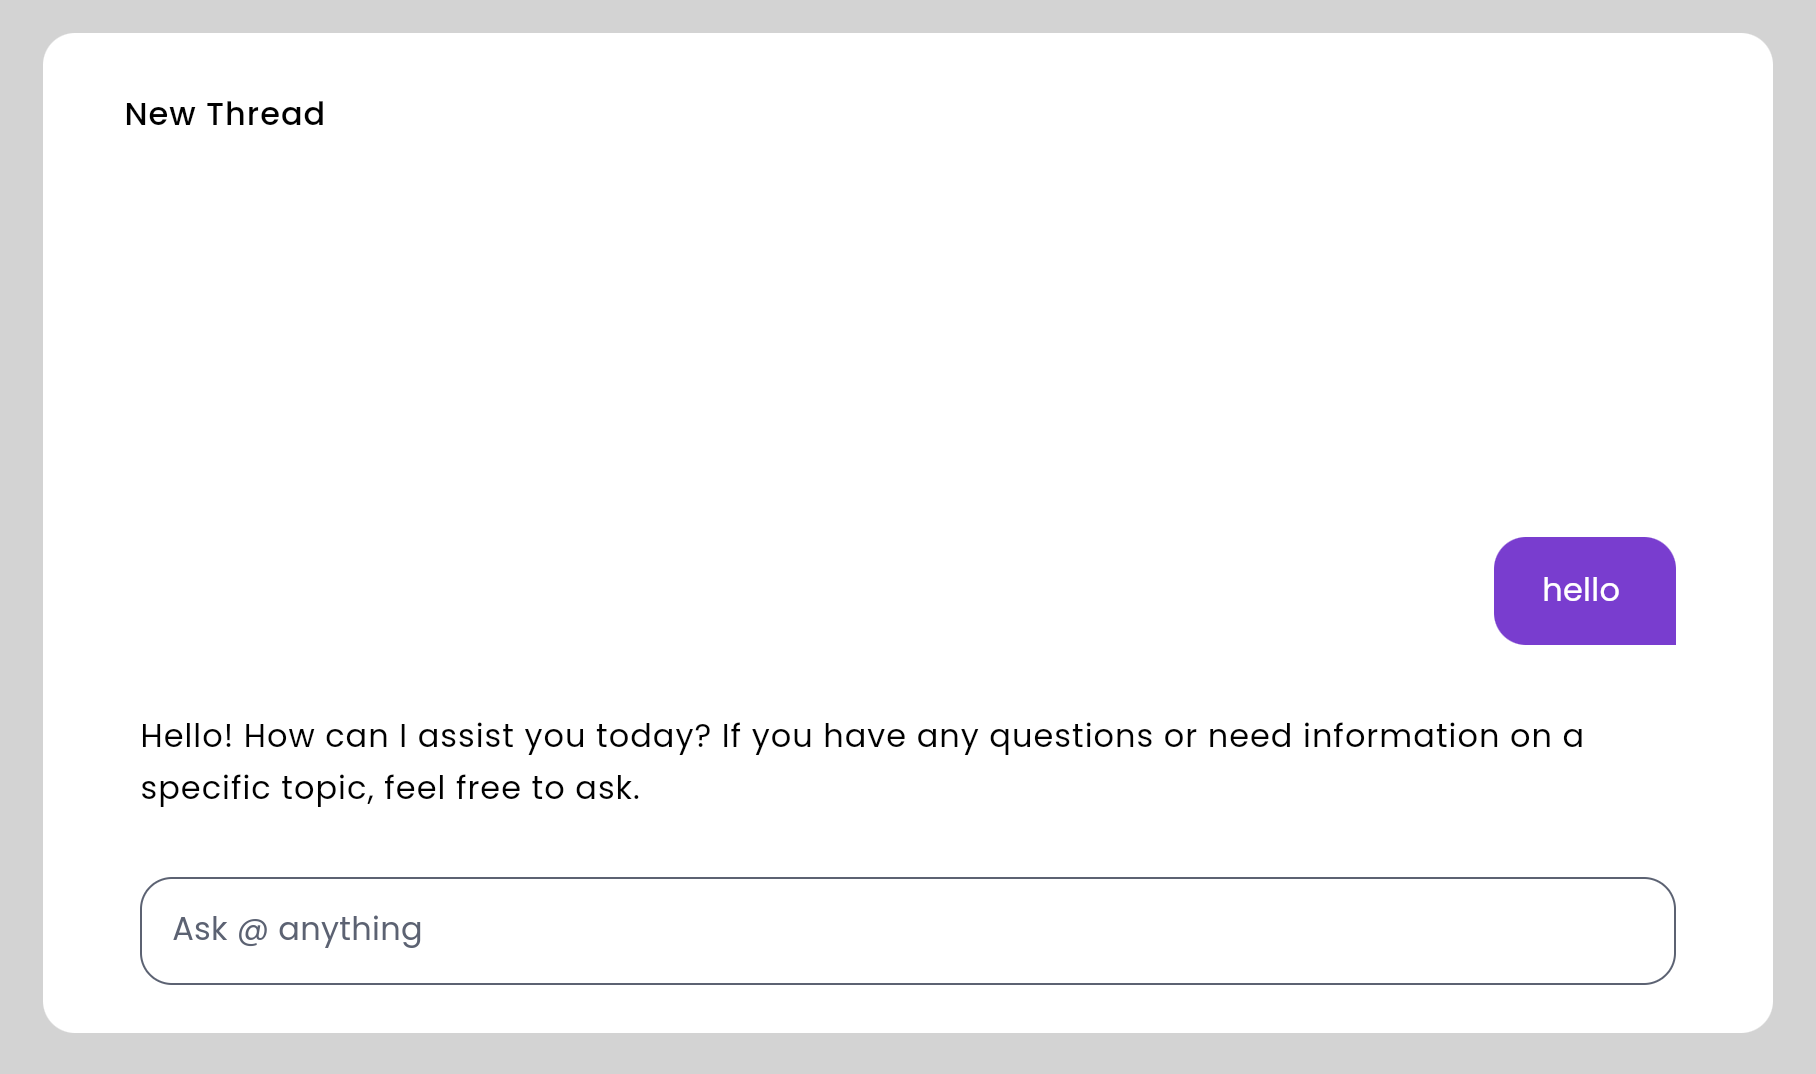 New Thread
hello
Hello! How can I assist you today? If you have any questions or need information on a
specific topic, feel free to ask.
Ask @ anything